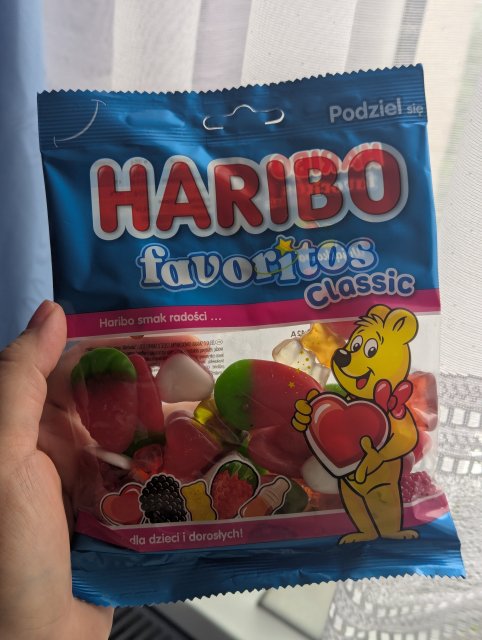 Podziel się
HARIBO
favoritos
Classic
Haribo smak radości ...
dla dzieci i dorosłych!